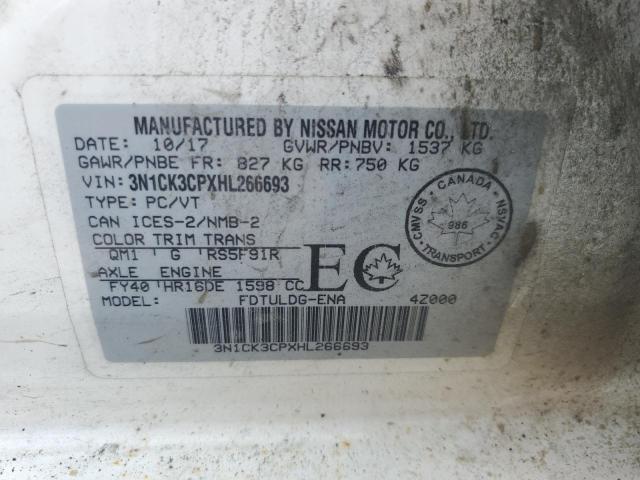 MANUFACTURED BY NISSAN MOTOR CO., LTD.
DATE: 10/17 GVWR/PNBV: 1537 KG
GAWR/PNBE FR: 827 KG RR: 750 KG
VIN: 3N1CK3CPXHL266693
TYPE: PC/VT
CAN ICES-2/NMB-2
COLOR TRIM TRANS
QM1 G RS5F91R
AXLE ENGINE
FY40 HR16DE 1598 CC
MODEL: FDTULDG-ENA 4Z000
3N1CK3CPXHL266693
EC
CMVSS CANADA NSVAC
986
TRANSPORT